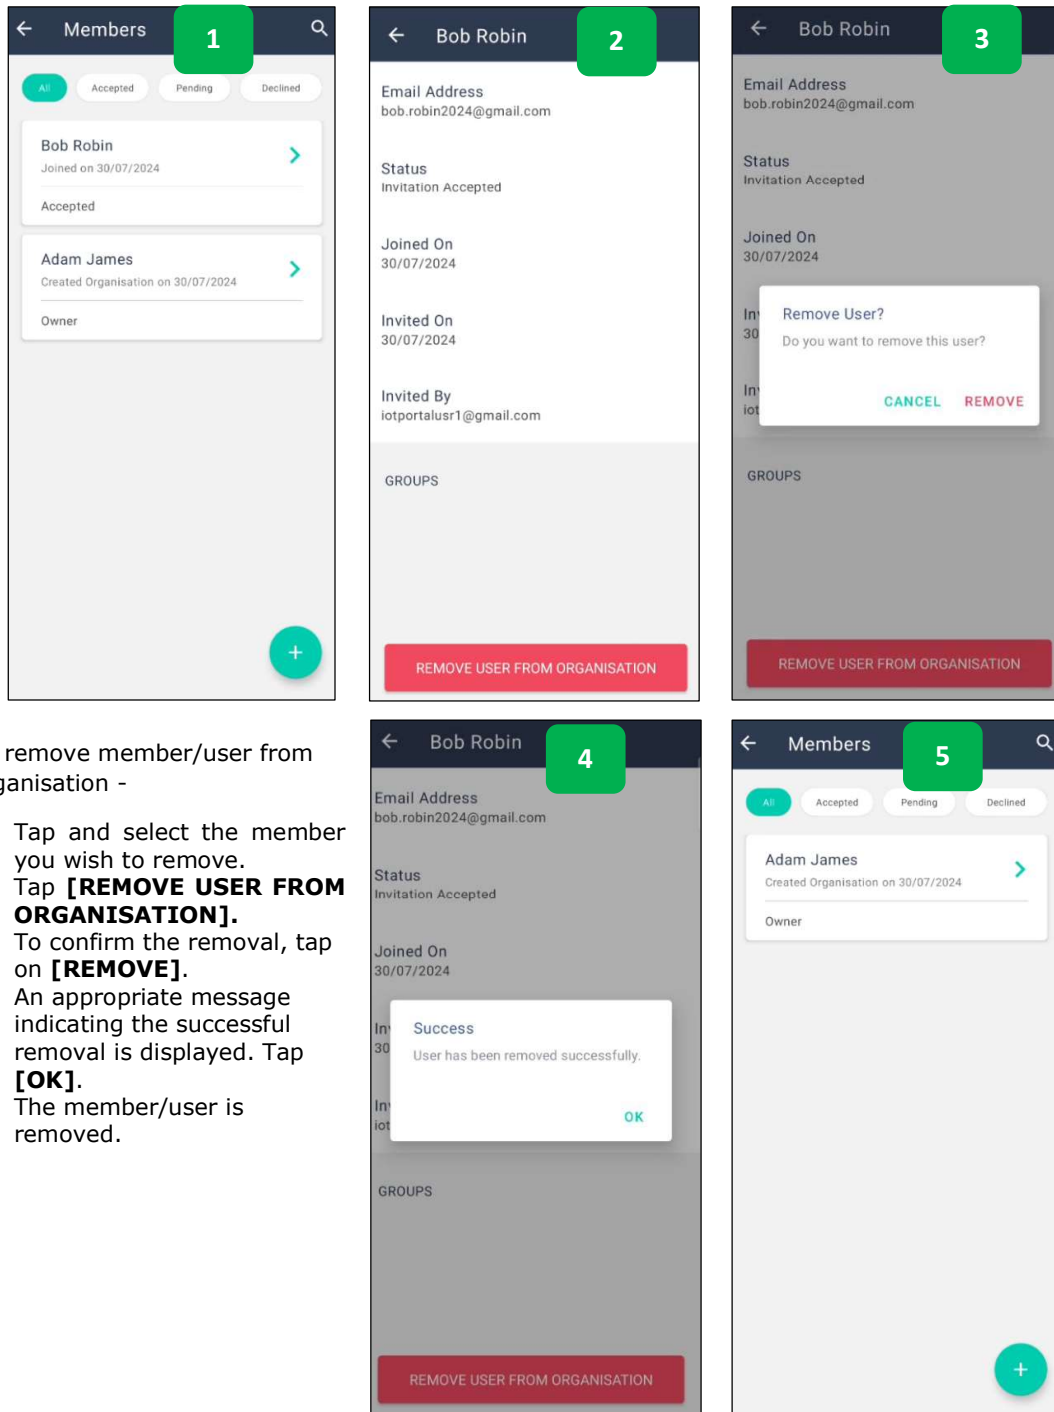 Members
1
All
Accepted
Pending
Declined
Bob Robin
Joined on 30/07/2024
Accepted
Adam James
Created Organisation on 30/07/2024
Owner
+
Bob Robin
2
Email Address
bob.robin2024@gmail.com
Status
Invitation Accepted
Joined On
30/07/2024
Invited On
30/07/2024
Invited By
iotportalusr1@gmail.com
GROUPS
REMOVE USER FROM ORGANISATION
Bob Robin
3
Email Address
bob.robin2024@gmail.com
Status
Invitation Accepted
Joined On
30/07/2024
In
30
Remove User?
Do you want to remove this user?
In
iot
CANCEL REMOVE
GROUPS
REMOVE USER FROM ORGANISATION
remove member/user from
ganisation -
Tap and select the member
you wish to remove.
Tap [REMOVE USER FROM
ORGANISATION].
To confirm the removal, tap
on [REMOVE].
An appropriate message
indicating the successful
removal is displayed. Tap
[OK].
The member/user is
removed.
Bob Robin
4
Email Address
bob.robin2024@gmail.com
Status
Invitation Accepted
Joined On
30/07/2024
In
30
Success
User has been removed successfully.
In
iot
OK
GROUPS
REMOVE USER FROM ORGANISATION
Members
5
All
Accepted
Pending
Declined
Adam James
Created Organisation on 30/07/2024
Owner
+